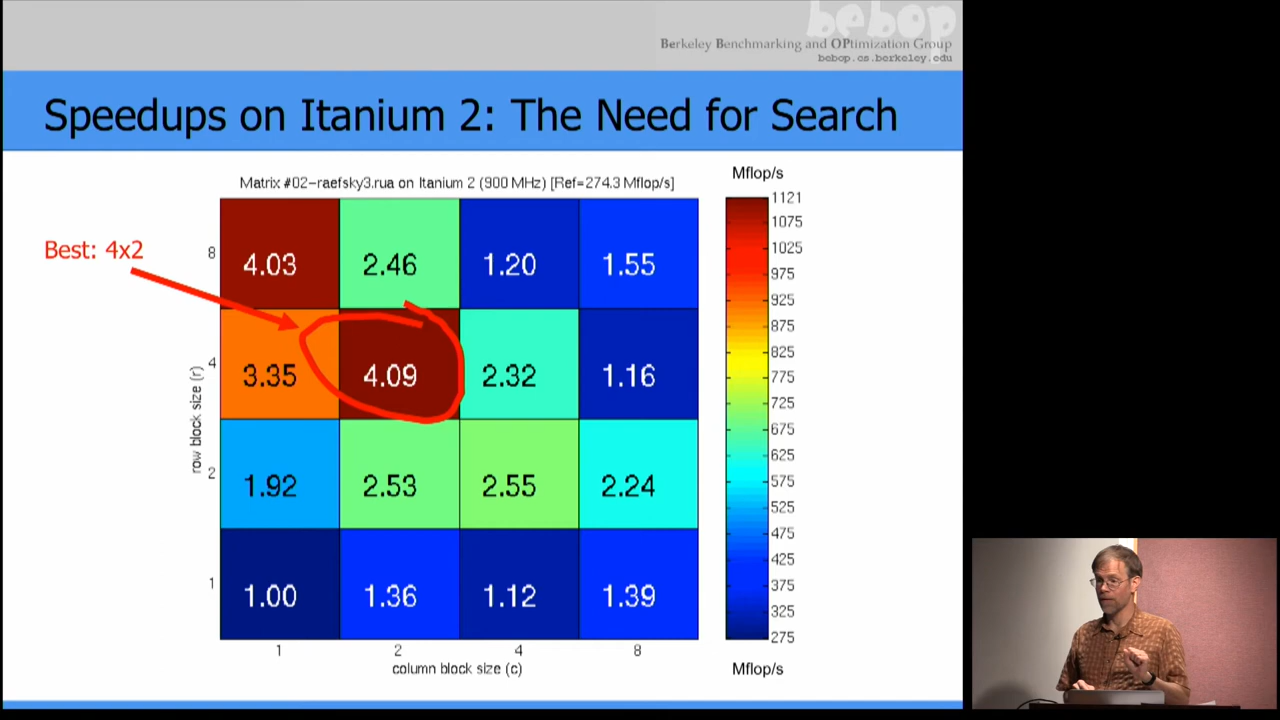 bebop
Berkeley Benchmarking and OPtimization Group
bebop.cs.berkeley.edu
Speedups on Itanium 2: The Need for Search
Matrix #02-raefsky3.rua on Itanium 2 (900 MHz) [Ref=274.3 Mflop/s]
Mflop/s
Best: 4x2
8 4.03 2.46 1.20 1.55
4 3.35 4.09 2.32 1.16
2 1.92 2.53 2.55 2.24
1 1.00 1.36 1.12 1.39
row block size (r)
1 2 4 8
column block size (c)
1121
1075
1025
975
925
875
825
775
725
675
625
575
525
475
425
375
325
275
Mflop/s